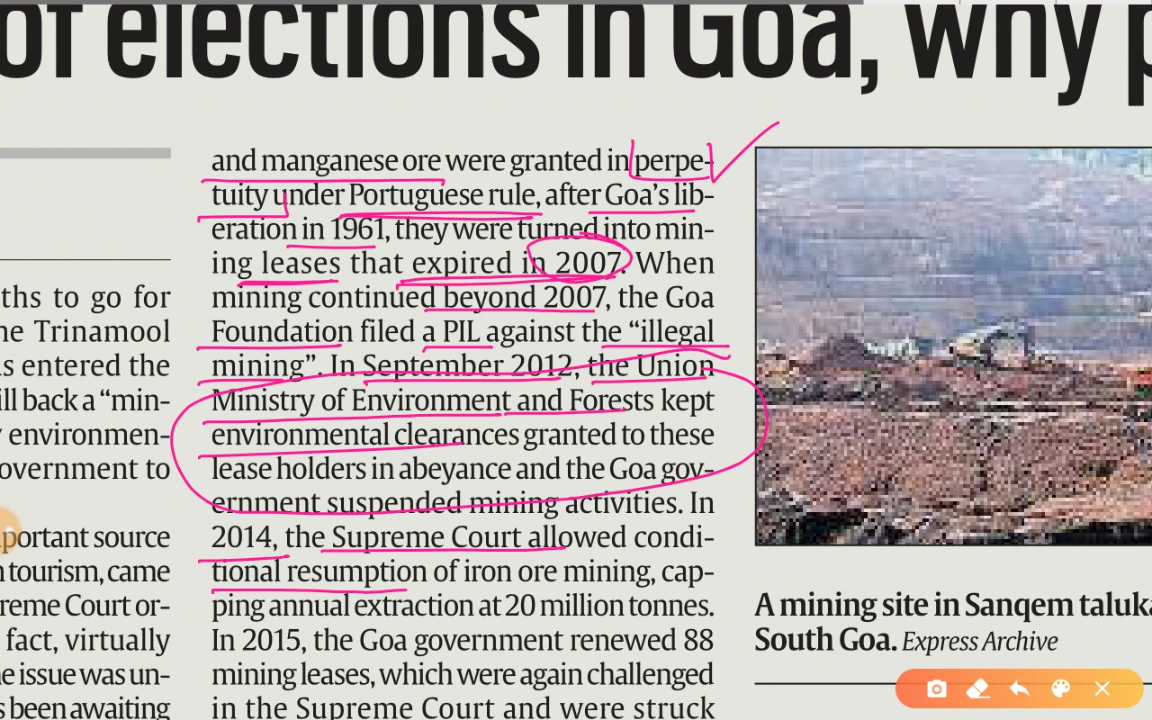 of elections in Goa, why p
ths to go for
ne Trinamool
as entered the
ill back a “min-
y environmen-
overnment to
portant source
n tourism, came
reme Court or-
fact, virtually
e issue was un-
s been awaiting
and manganese ore were granted in perpe-
tuity under Portuguese rule, after Goa’s lib-
eration in 1961, they were turned into min-
ing leases that expired in 2007. When
mining continued beyond 2007, the Goa
Foundation filed a PIL against the “illegal
mining”. In September 2012, the Union
Ministry of Environment and Forests kept
environmental clearances granted to these
lease holders in abeyance and the Goa gov-
ernment suspended mining activities. In
2014, the Supreme Court allowed condi-
tional resumption of iron ore mining, cap-
ping annual extraction at 20 million tonnes.
In 2015, the Goa government renewed 88
mining leases, which were again challenged
in the Supreme Court and were struck
A mining site in Sanqem taluka
South Goa. Express Archive